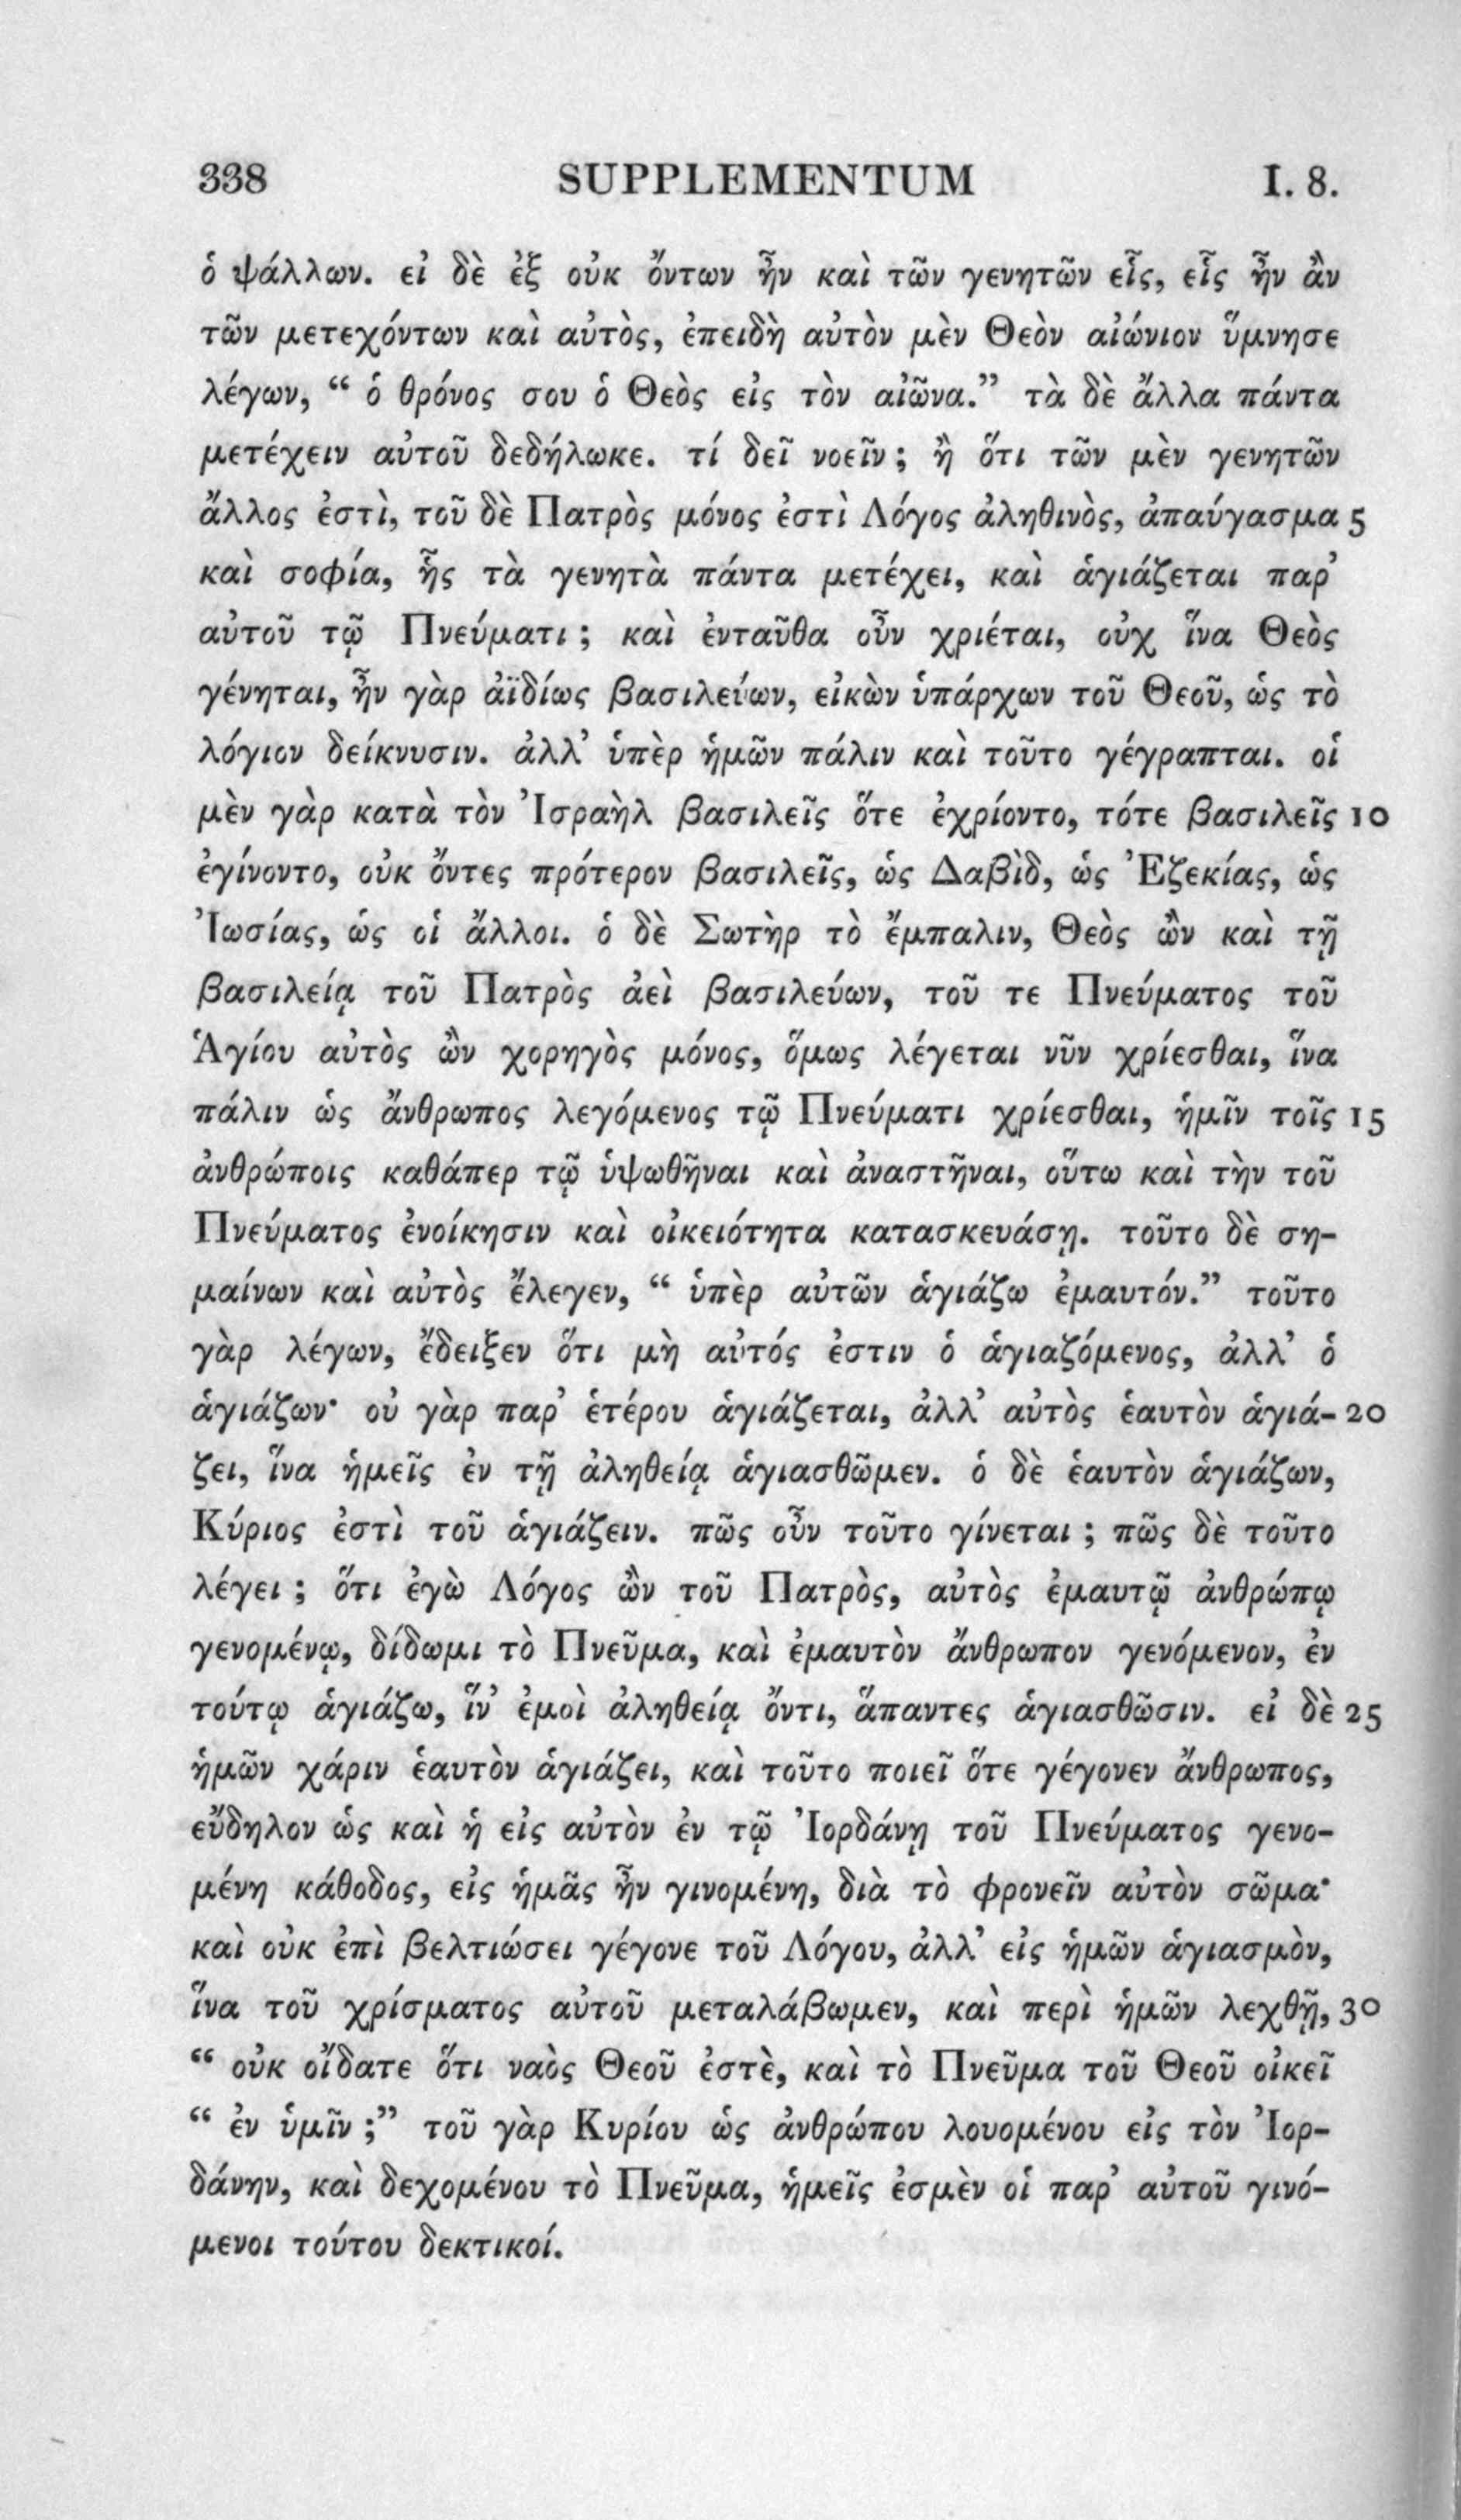 338 SUPPLEMENTUM I. 8.
ὁ ψάλλων. εἰ δὲ ἐξ οὐκ ὄντων ἦν καὶ τῶν γενητῶν εἷς, εἷς ἦν ἂν
τῶν μετεχόντων καὶ αὐτὸς, ἐπειδὴ αὐτὸν μὲν Θεὸν αἰώνιον ὕμνησε
λέγων, “ ὁ θρόνος σου ὁ Θεὸς εἰς τὸν αἰῶνα.” τὰ δὲ ἄλλα πάντα
μετέχειν αὐτοῦ δεδήλωκε. τί δεῖ νοεῖν ; ἢ ὅτι τῶν μὲν γενητῶν
ἄλλος ἐστὶ, τοῦ δὲ Πατρὸς μόνος ἐστὶ Λόγος ἀληθινὸς, ἀπαύγασμα 5
καὶ σοφία, ἧς τὰ γενητὰ πάντα μετέχει, καὶ ἁγιάζεται παρ’
αὐτοῦ τῷ Πνεύματι ; καὶ ἐνταῦθα οὖν χριέται, οὐχ ἵνα Θεὸς
γένηται, ἦν γὰρ ἀϊδίως βασιλεύων, εἰκὼν ὑπάρχων τοῦ Θεοῦ, ὡς τὸ
λόγιον δείκνυσιν. ἀλλ’ ὑπὲρ ἡμῶν πάλιν καὶ τοῦτο γέγραπται. οἱ
μὲν γὰρ κατὰ τὸν Ἰσραὴλ βασιλεῖς ὅτε ἐχρίοντο, τότε βασιλεῖς 10
ἐγίνοντο, οὐκ ὄντες πρότερον βασιλεῖς, ὡς Δαβὶδ, ὡς Ἐζεκίας, ὡς
Ἰωσίας, ὡς οἱ ἄλλοι. ὁ δὲ Σωτὴρ τὸ ἔμπαλιν, Θεὸς ὢν καὶ τῇ
βασιλείᾳ τοῦ Πατρὸς ἀεὶ βασιλεύων, τοῦ τε Πνεύματος τοῦ
Ἁγίου αὐτὸς ὢν χορηγὸς μόνος, ὅμως λέγεται νῦν χρίεσθαι, ἵνα
πάλιν ὡς ἄνθρωπος λεγόμενος τῷ Πνεύματι χρίεσθαι, ἡμῖν τοῖς 15
ἀνθρώποις καθάπερ τῷ ὑψωθῆναι καὶ ἀναστῆναι, οὕτω καὶ τὴν τοῦ
Πνεύματος ἐνοίκησιν καὶ οἰκειότητα κατασκευάσῃ. τοῦτο δὲ ση-
μαίνων καὶ αὐτὸς ἔλεγεν, “ ὑπὲρ αὐτῶν ἁγιάζω ἐμαυτόν.” τοῦτο
γὰρ λέγων, ἔδειξεν ὅτι μὴ αὐτός ἐστιν ὁ ἁγιαζόμενος, ἀλλ’ ὁ
ἁγιάζων· οὐ γὰρ παρ’ ἑτέρου ἁγιάζεται, ἀλλ’ αὐτὸς ἑαυτὸν ἁγιά- 20
ζει, ἵνα ἡμεῖς ἐν τῇ ἀληθείᾳ ἁγιασθῶμεν. ὁ δὲ ἑαυτὸν ἁγιάζων,
Κύριος ἐστὶ τοῦ ἁγιάζειν. πῶς οὖν τοῦτο γίνεται ; πῶς δὲ τοῦτο
λέγει ; ὅτι ἐγὼ Λόγος ὢν τοῦ Πατρὸς, αὐτὸς ἐμαυτῷ ἀνθρώπῳ
γενομένῳ, δίδωμι τὸ Πνεῦμα, καὶ ἐμαυτὸν ἄνθρωπον γενόμενον, ἐν
τούτῳ ἁγιάζω, ἵν’ ἐμοὶ ἀληθείᾳ ὄντι, ἅπαντες ἁγιασθῶσιν. εἰ δὲ 25
ἡμῶν χάριν ἑαυτὸν ἁγιάζει, καὶ τοῦτο ποιεῖ ὅτε γέγονεν ἄνθρωπος,
εὔδηλον ὡς καὶ ἡ εἰς αὐτὸν ἐν τῷ Ἰορδάνῃ τοῦ Πνεύματος γενο-
μένη κάθοδος, εἰς ἡμᾶς ἦν γινομένη, διὰ τὸ φρονεῖν αὐτὸν σῶμα·
καὶ οὐκ ἐπὶ βελτιώσει γέγονε τοῦ Λόγου, ἀλλ’ εἰς ἡμῶν ἁγιασμὸν,
ἵνα τοῦ χρίσματος αὐτοῦ μεταλάβωμεν, καὶ περὶ ἡμῶν λεχθῇ, 30
“ οὐκ οἴδατε ὅτι ναὸς Θεοῦ ἐστὲ, καὶ τὸ Πνεῦμα τοῦ Θεοῦ οἰκεῖ
“ ἐν ὑμῖν ;” τοῦ γὰρ Κυρίου ὡς ἀνθρώπου λουομένου εἰς τὸν Ἰορ-
δάνην, καὶ δεχομένου τὸ Πνεῦμα, ἡμεῖς ἐσμὲν οἱ παρ’ αὐτοῦ γινό-
μενοι τούτου δεκτικοί.